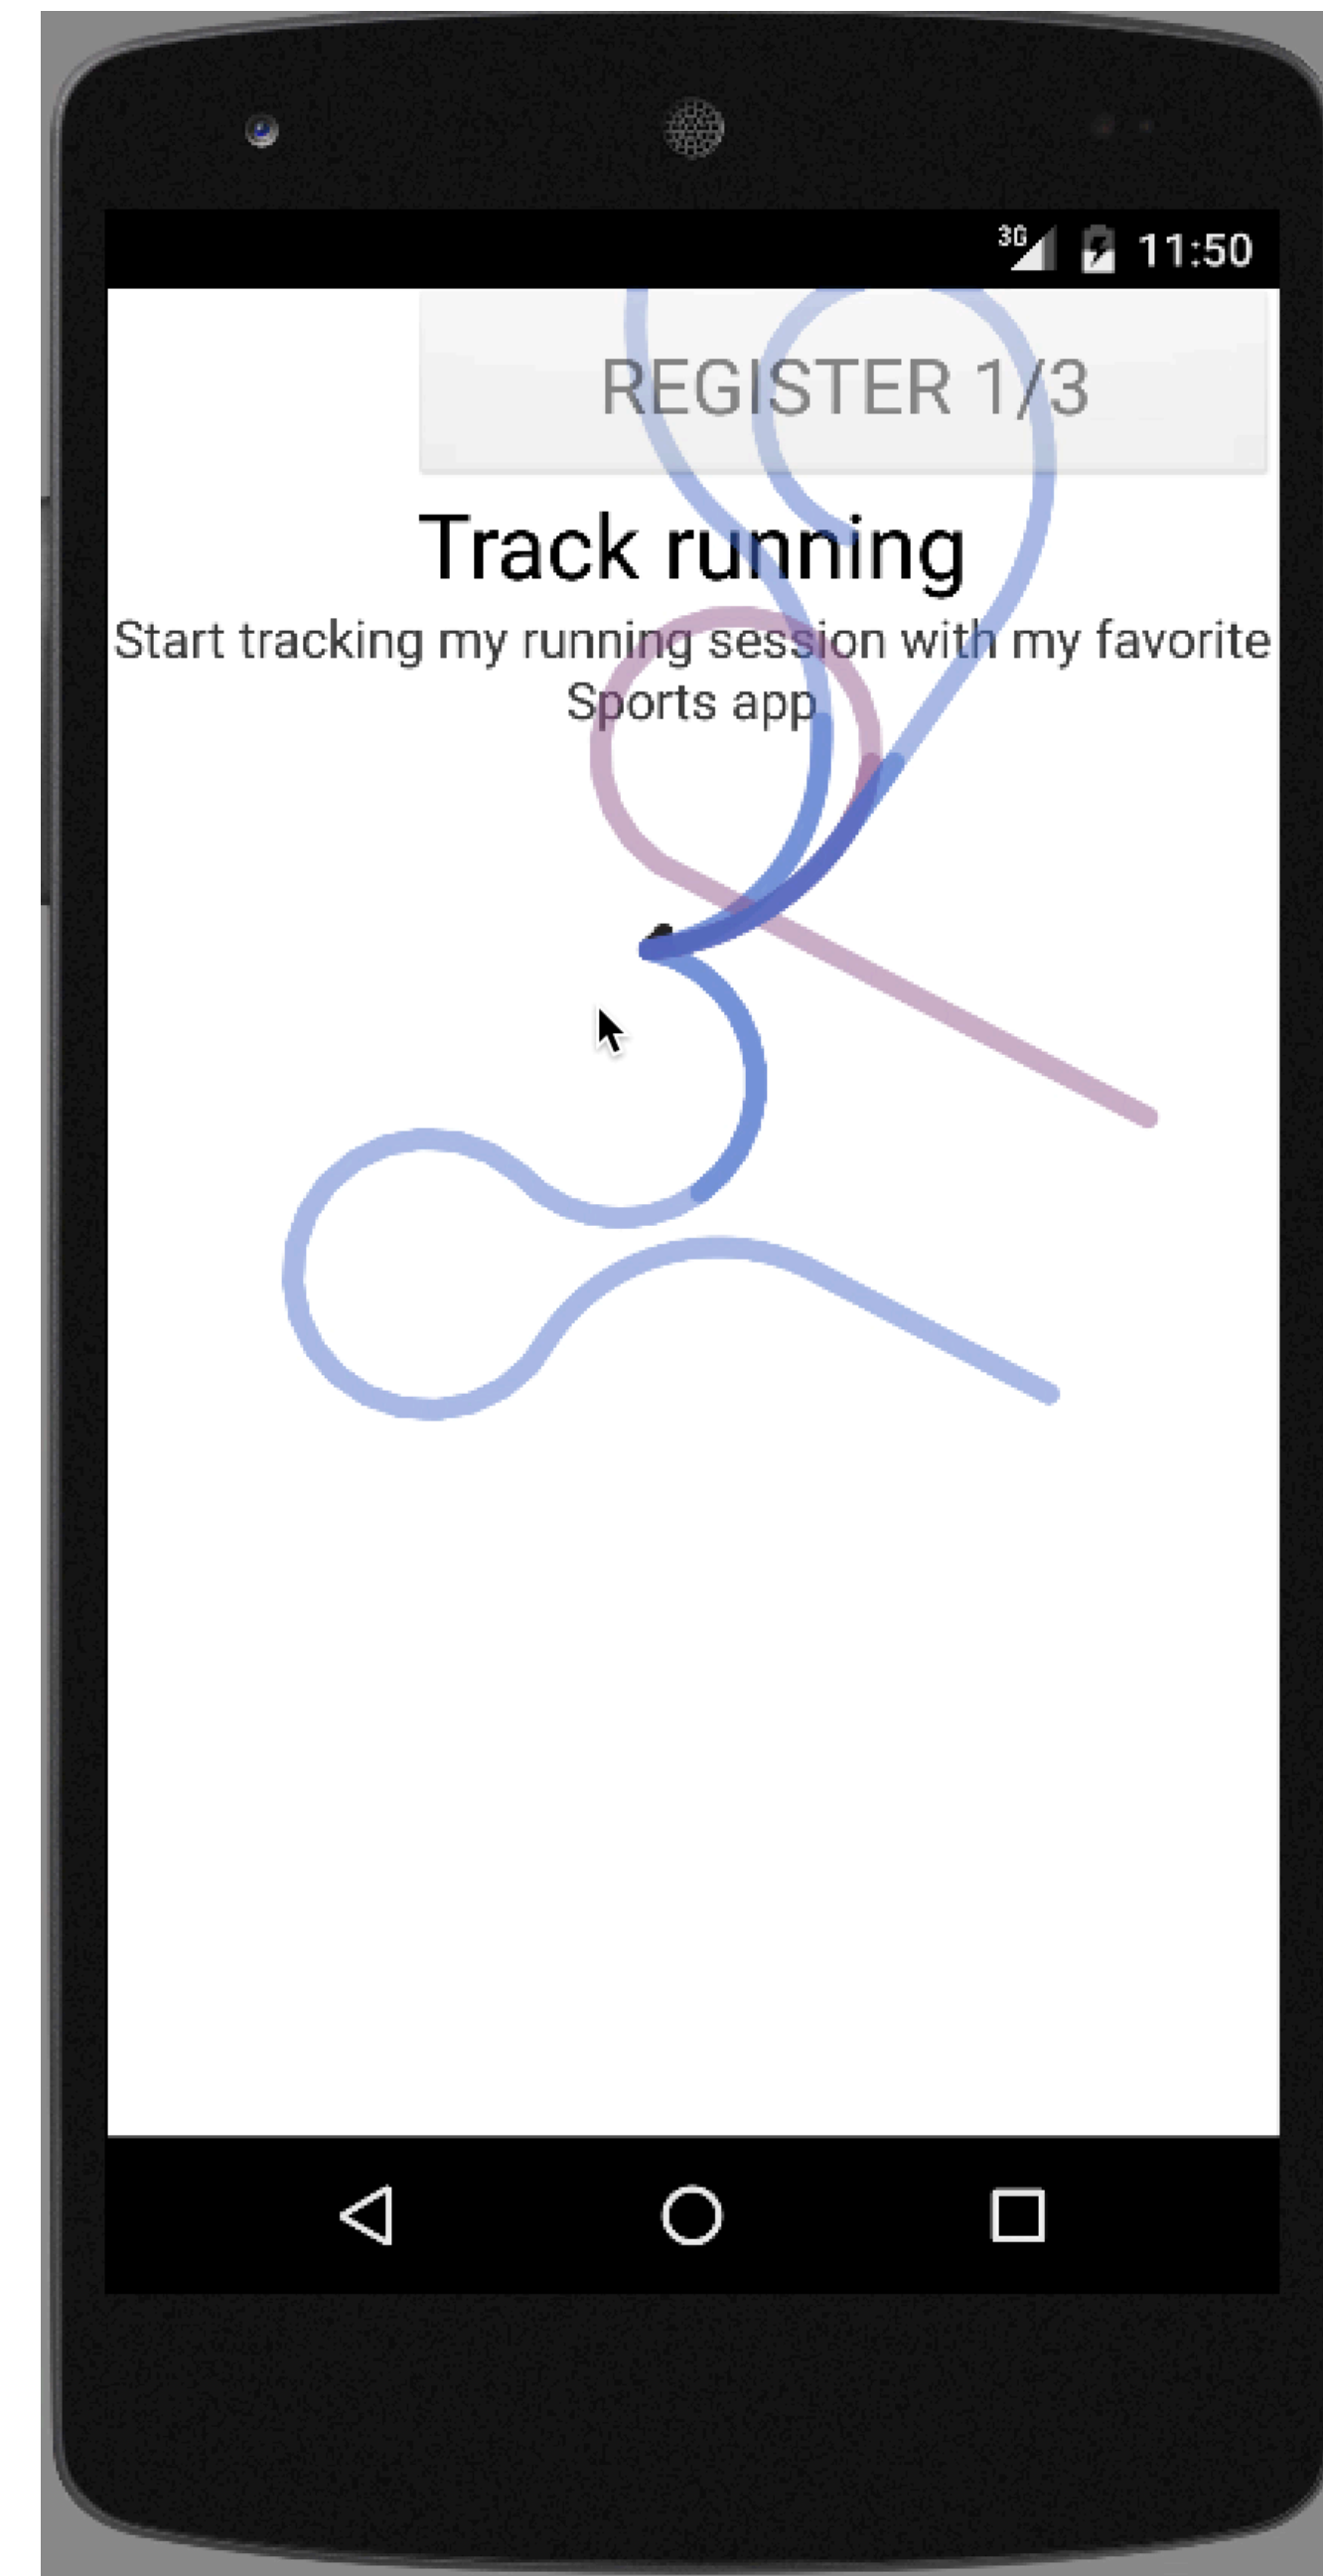 3G 11:50
REGISTER 1/3
Track running
Start tracking my running session with my favorite
Sports app